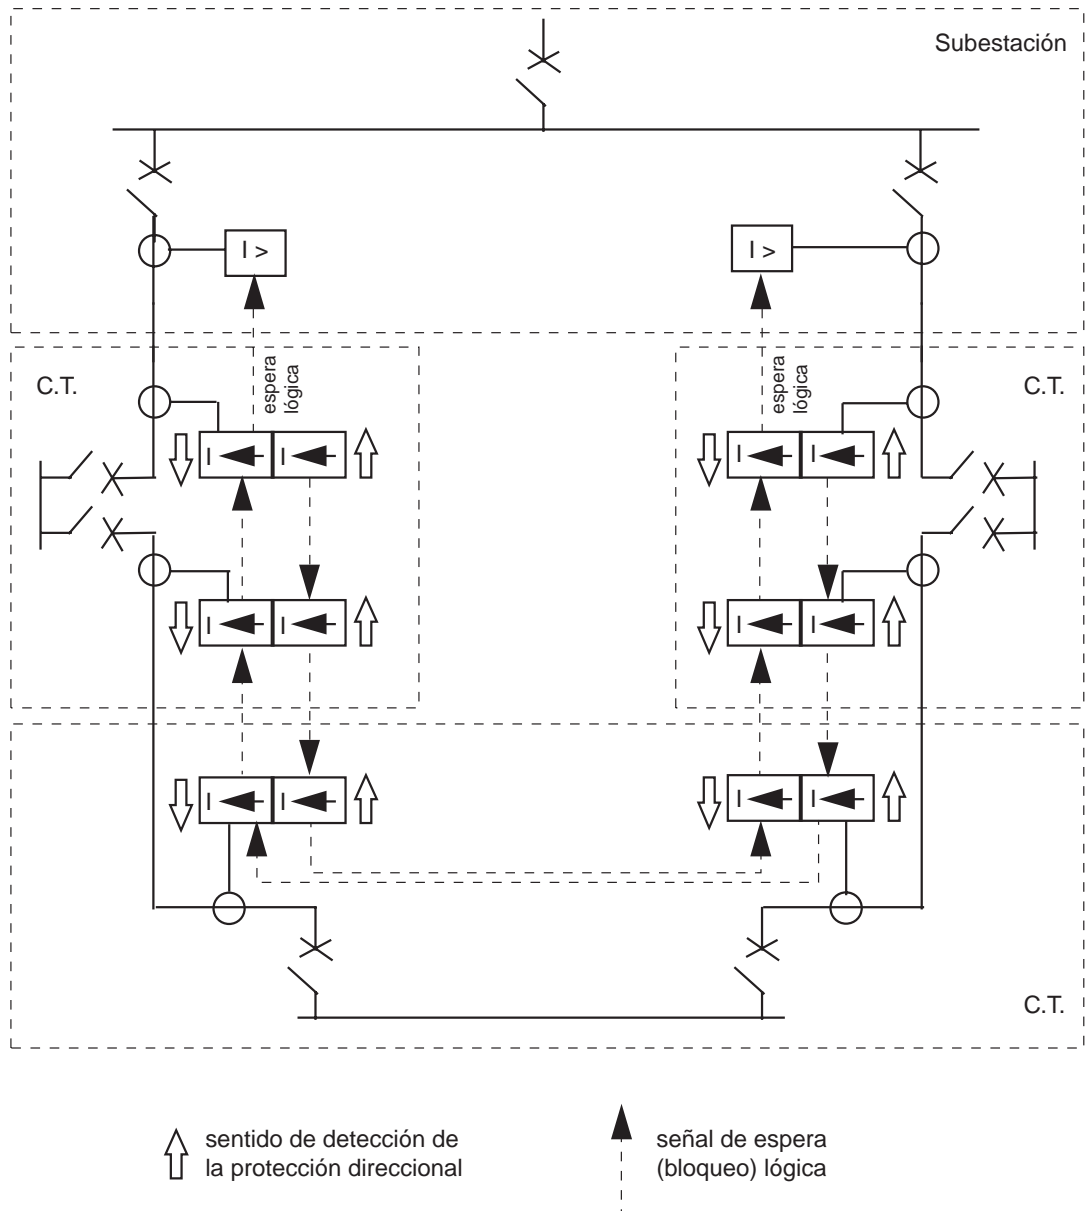 Subestación
I >
I >
C.T.
espera
lógica
espera
lógica
C.T.
I
I
I
I
I
I
I
I
I
I
I
I
C.T.
sentido de detección de
la protección direccional
señal de espera
(bloqueo) lógica